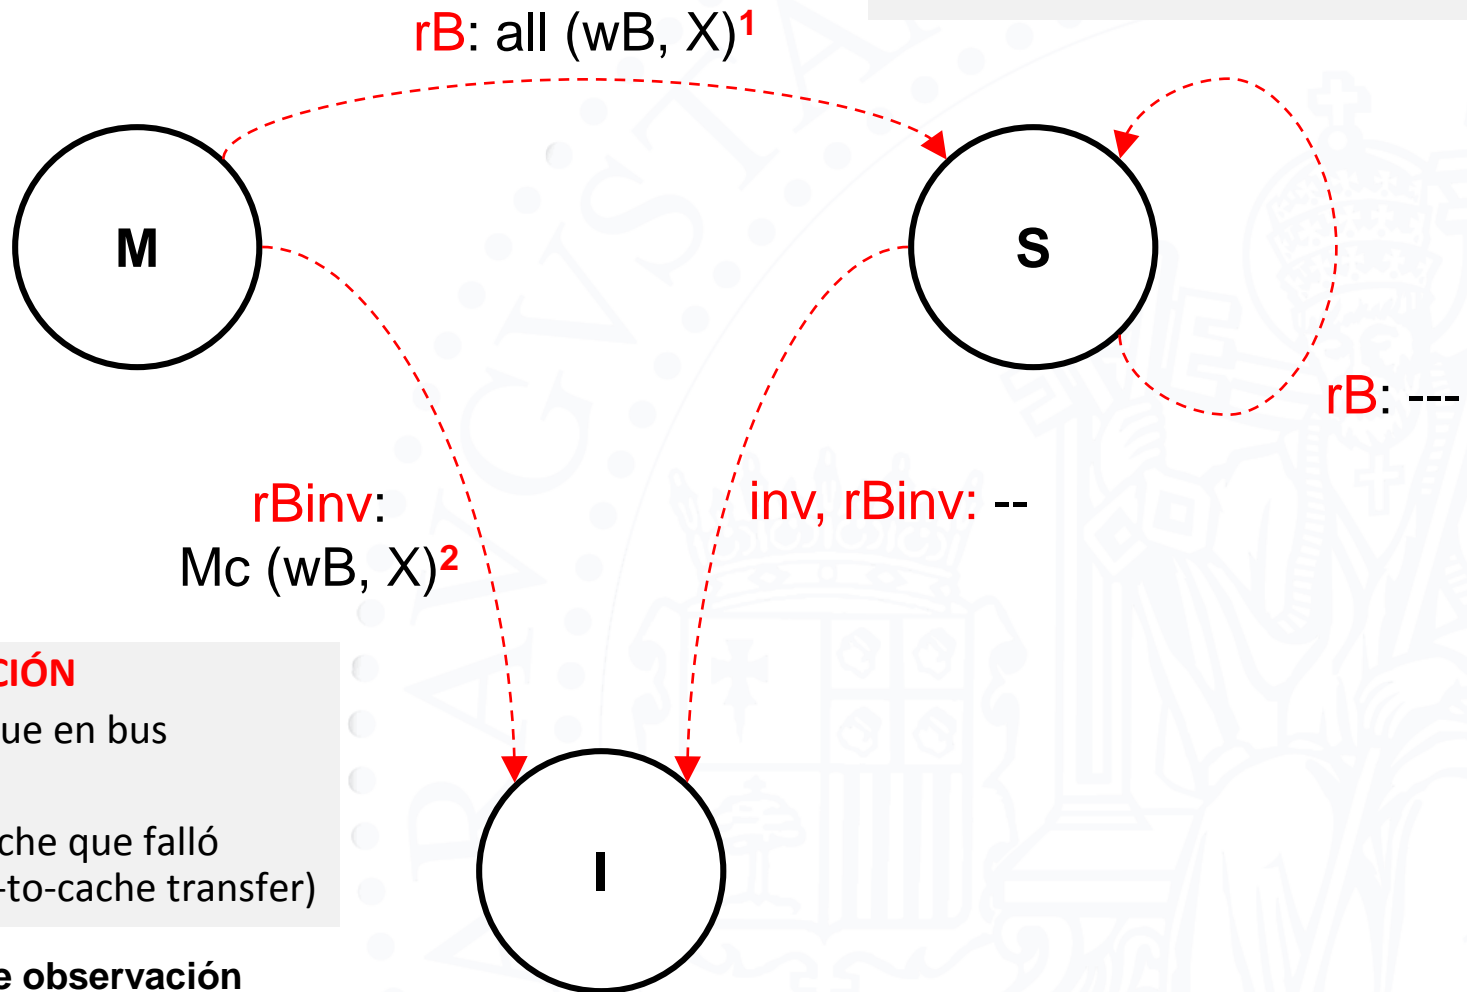 rB: all (wB, X)1
M
S
rB: ---
rBinv:
Mc (wB, X)2
inv, rBinv: --
CIÓN
ue en bus
che que falló
-to-cache transfer)
I
e observación